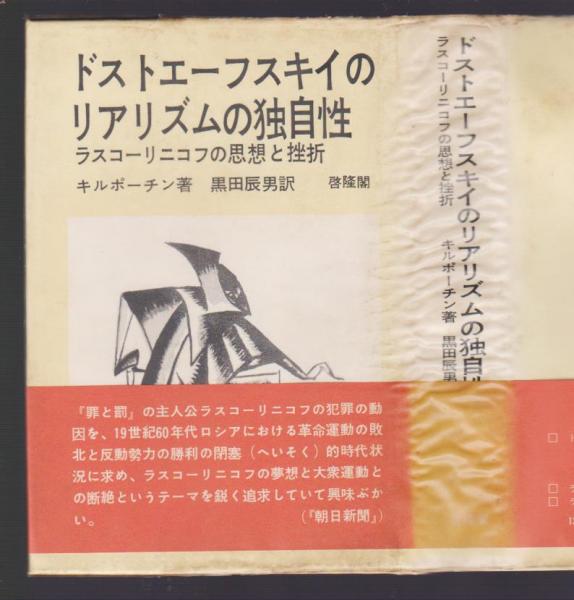 ドストエーフスキイの
リアリズムの独自性
ラスコーリニコフの思想と挫折
キルポーチン著 黒田辰男訳 啓隆閣
『罪と罰』の主人公ラスコーリニコフの犯罪の動
因を、19世紀60年代ロシアにおける革命運動の敗
北と反動勢力の勝利の閉塞（へいそく）的時代状
況に求め、ラスコーリニコフの夢想と大衆運動と
の断絶というテーマを鋭く追求していて興味ぶか
い。 （『朝日新聞』）
ドストエーフスキイのリアリズムの独自性
ラスコーリニコフの思想と挫折
キルポーチン著 黒田辰男